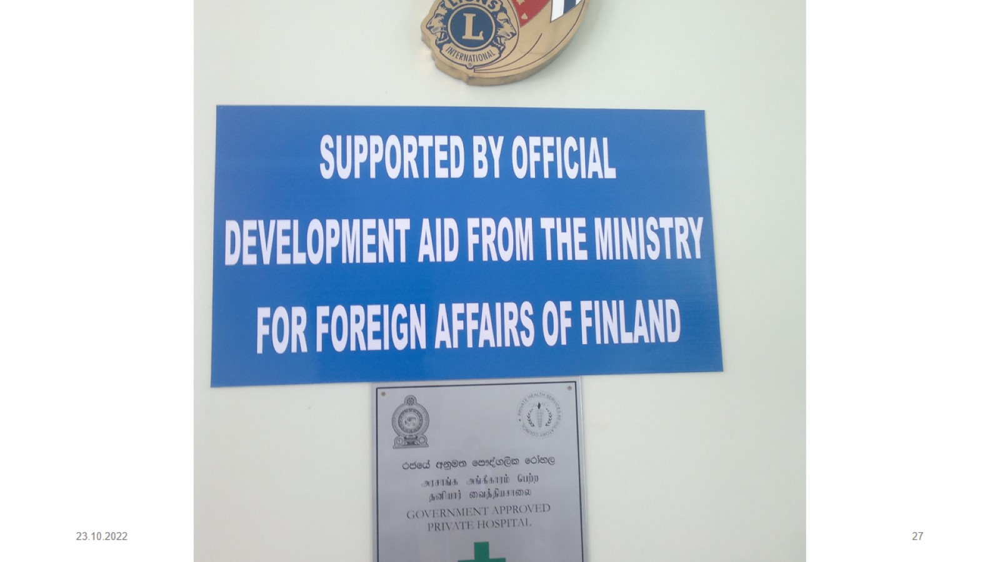 LIONS
L
INTERNATIONAL
SUPPORTED BY OFFICIAL
DEVELOPMENT AID FROM THE MINISTRY
FOR FOREIGN AFFAIRS OF FINLAND
PRIVATE HEALTH SERVICES REGULATORY COUNCIL
රජයේ අනුමත පෞද්ගලික රෝහල
அரசாங்க அங்கீகாரம் பெற்ற
தனியார் வைத்தியசாலை
GOVERNMENT APPROVED
PRIVATE HOSPITAL
23.10.2022
27